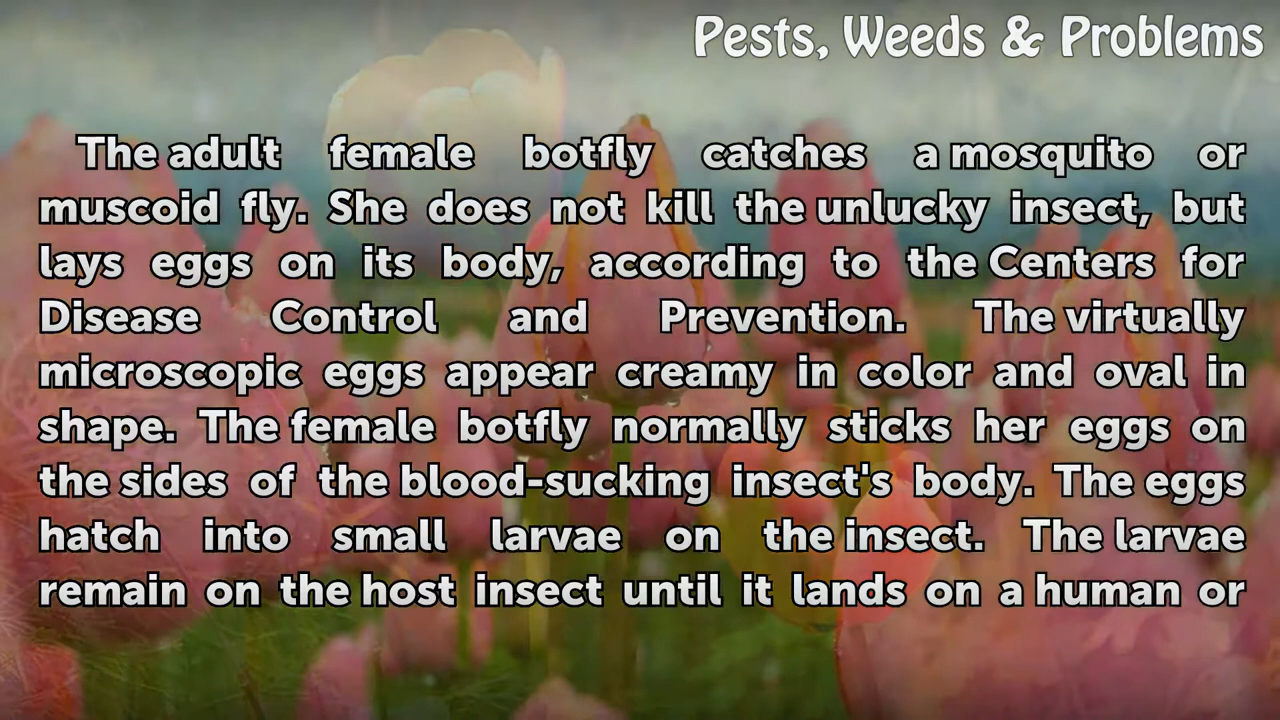 Pests, Weeds & Problems
The adult female botfly catches a mosquito or
muscoid fly. She does not kill the unlucky insect, but
lays eggs on its body, according to the Centers for
Disease Control and Prevention. The virtually
microscopic eggs appear creamy in color and oval in
shape. The female botfly normally sticks her eggs on
the sides of the blood-sucking insect's body. The eggs
hatch into small larvae on the insect. The larvae
remain on the host insect until it lands on a human or